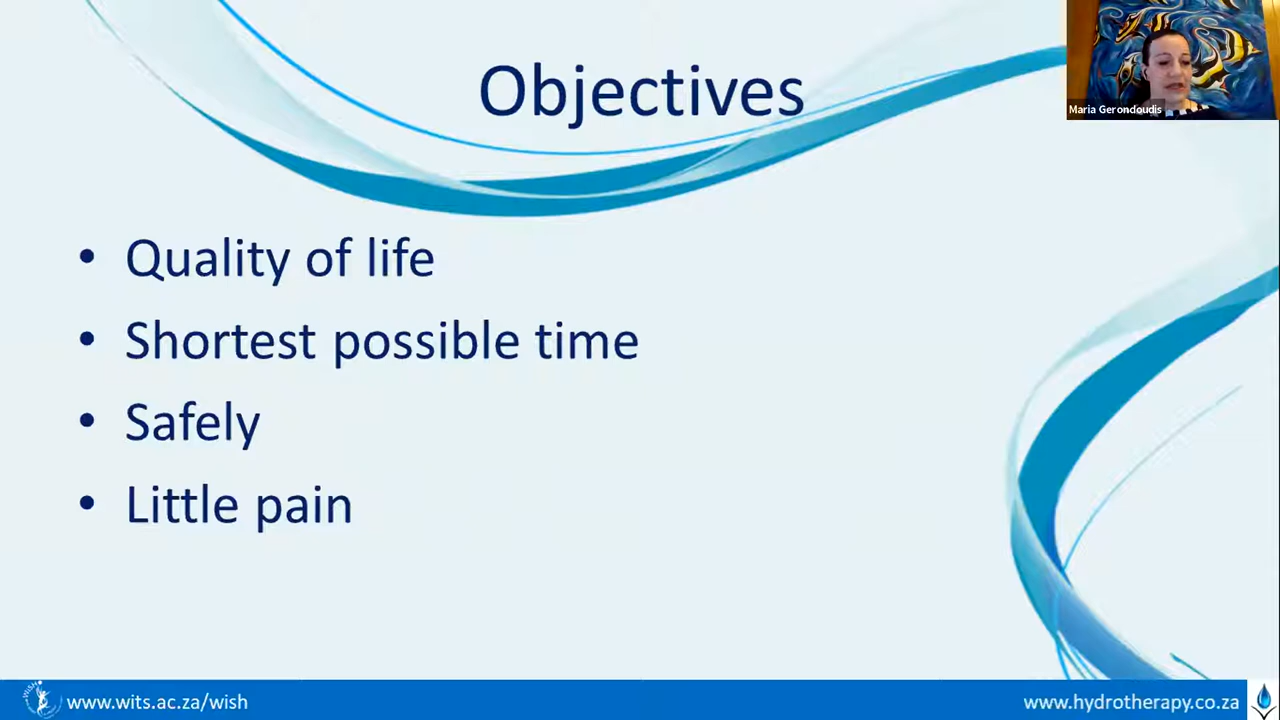 Objectives
Maria Gerondoudis
• Quality of life
• Shortest possible time
• Safely
• Little pain
www.wits.ac.za/wish
www.hydrotherapy.co.za